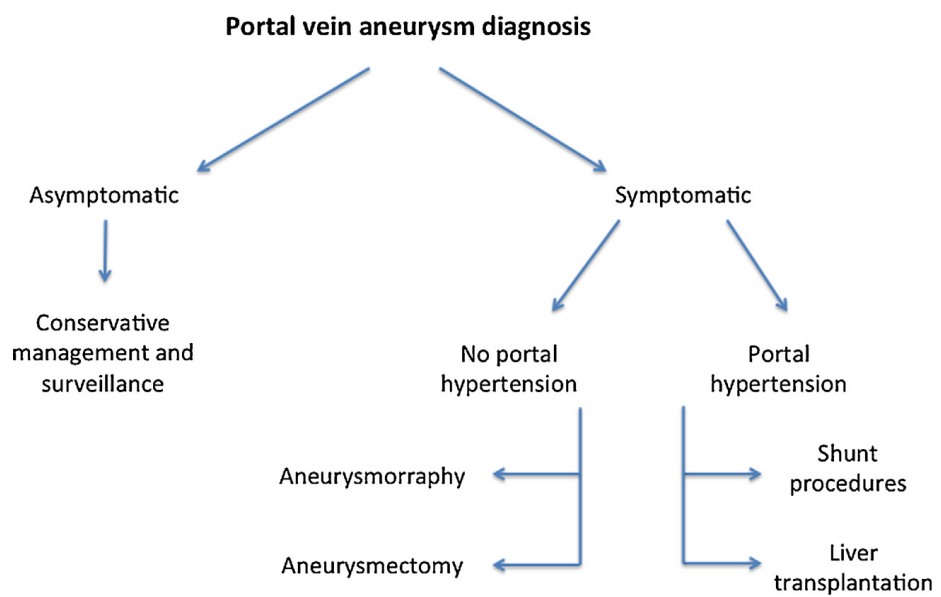 Portal vein aneurysm diagnosis
Asymptomatic
Symptomatic
Conservative
management and
surveillance
No portal
hypertension
Portal
hypertension
Aneurysmorraphy
Shunt
procedures
Aneurysmectomy
Liver
transplantation